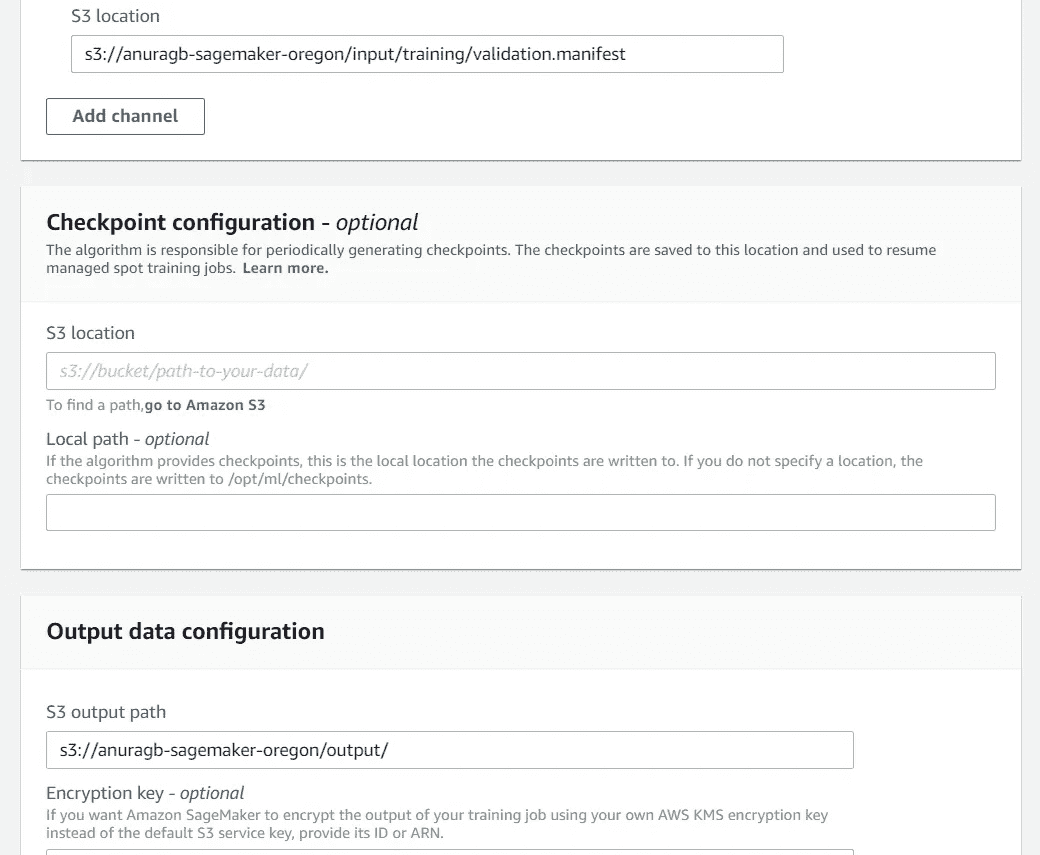 S3 location
s3://anuragb-sagemaker-oregon/input/training/validation.manifest
Add channel
Checkpoint configuration - optional
The algorithm is responsible for periodically generating checkpoints. The checkpoints are saved to this location and used to resume
managed spot training jobs. Learn more.
S3 location
s3://bucket/path-to-your-data/
To find a path,go to Amazon S3
Local path - optional
If the algorithm provides checkpoints, this is the local location the checkpoints are written to. If you do not specify a location, the
checkpoints are written to /opt/ml/checkpoints.
Output data configuration
S3 output path
s3://anuragb-sagemaker-oregon/output/
Encryption key - optional
If you want Amazon SageMaker to encrypt the output of your training job using your own AWS KMS encryption key
instead of the default S3 service key, provide its ID or ARN.